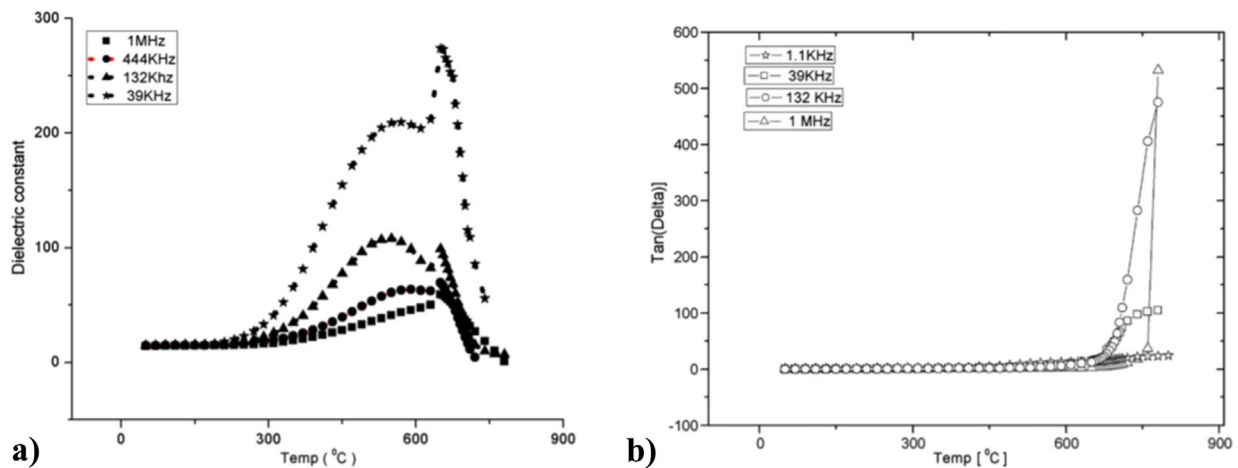 300
200
100
0
Dielectric constant
1MHz
444KHz
132Khz
39KHz
0
300
600
900
Temp ( °C )
a)
600
500
400
300
200
100
0
-100
Tan(Delta)]
1.1KHz
39KHz
132 KHz
1 MHz
0
300
600
900
Temp [ °C ]
b)